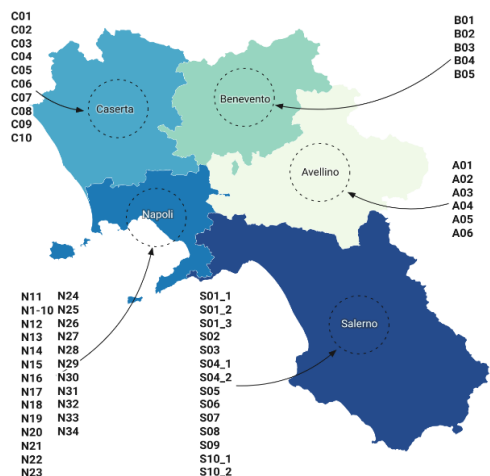 C01
C02
C03
C04
C05
C06
C07
C08
C09
C10
Caserta
B01
B02
B03
B04
B05
Benevento
A01
A02
A03
A04
A05
A06
Avellino
Napoli
N11
N1-10
N12
N13
N14
N15
N16
N17
N18
N19
N20
N21
N22
N23
N24
N25
N26
N27
N28
N29
N30
N31
N32
N33
N34
S01_1
S01_2
S01_3
S02
S03
S04_1
S04_2
S05
S06
S07
S08
S09
S10_1
S10_2
Salerno